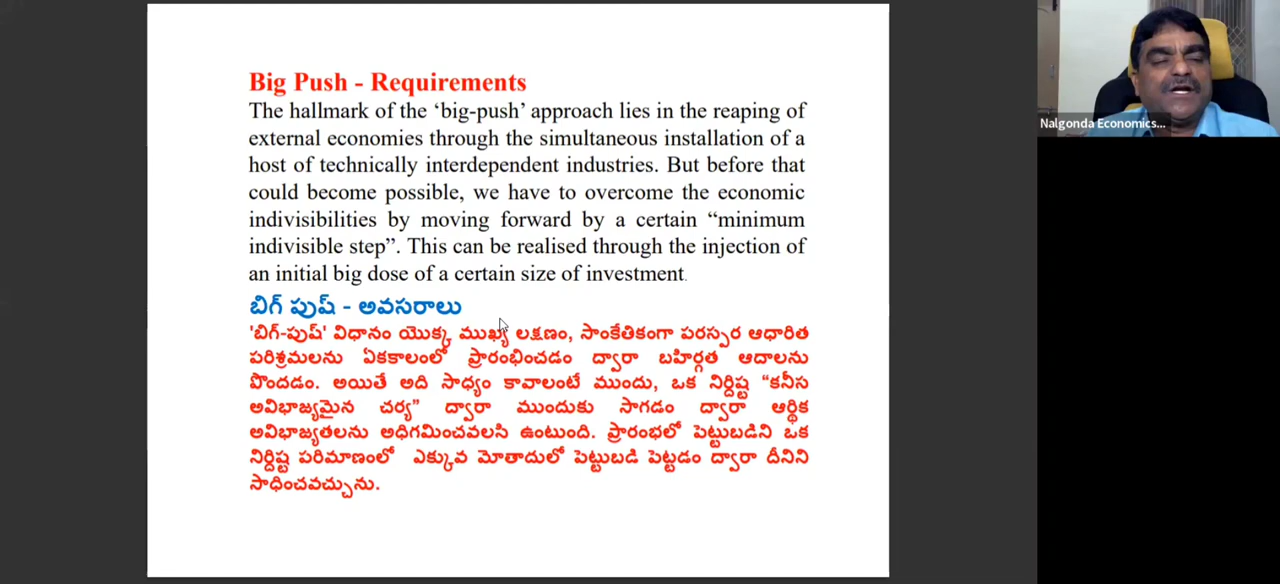 Big Push - Requirements
The hallmark of the ‘big-push’ approach lies in the reaping of
external economies through the simultaneous installation of a
host of technically interdependent industries. But before that
could become possible, we have to overcome the economic
indivisibilities by moving forward by a certain “minimum
indivisible step”. This can be realised through the injection of
an initial big dose of a certain size of investment.
బిగ్ పుష్ - అవసరాలు
'బిగ్-పుష్' విధానం యొక్క ముఖ్య లక్షణం, సాంకేతికంగా పరస్పర ఆధారిత
పరిశ్రమలను ఏకకాలంలో ప్రారంభించడం ద్వారా బహిర్గత ఆదాలను
పొందడం. అయితే అది సాధ్యం కావాలంటే ముందు, ఒక నిర్దిష్ట “కనీస
అవిభాజ్యమైన చర్య” ద్వారా ముందుకు సాగడం ద్వారా ఆర్థిక
అవిభాజ్యతలను అధిగమించవలసి ఉంటుంది. ప్రారంభలో పెట్టుబడిని ఒక
నిర్దిష్ట పరిమాణంలో ఎక్కువ మోతాదులో పెట్టుబడి పెట్టడం ద్వారా దీనిని
సాధించవచ్చును.
Nalgonda Economics...